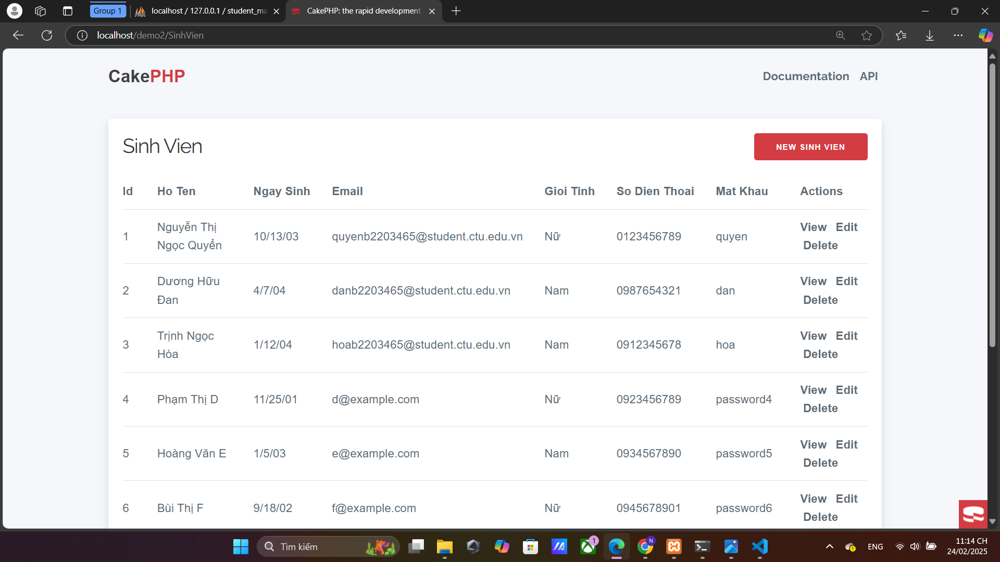 Group 1
localhost / 127.0.0.1 / student_ma
CakePHP: the rapid development
localhost/demo2/SinhVien
CakePHP
Documentation API
Sinh Vien
NEW SINH VIEN
Id Ho Ten Ngay Sinh Email Gioi Tinh So Dien Thoai Mat Khau Actions
1 Nguyễn Thị Ngọc Quyển 10/13/03 quyenb2203465@student.ctu.edu.vn Nữ 0123456789 quyen View Edit Delete
2 Dương Hữu Đan 4/7/04 danb2203465@student.ctu.edu.vn Nam 0987654321 dan View Edit Delete
3 Trịnh Ngọc Hòa 1/12/04 hoab2203465@student.ctu.edu.vn Nam 0912345678 hoa View Edit Delete
4 Phạm Thị D 11/25/01 d@example.com Nữ 0923456789 password4 View Edit Delete
5 Hoàng Văn E 1/5/03 e@example.com Nam 0934567890 password5 View Edit Delete
6 Bùi Thị F 9/18/02 f@example.com Nữ 0945678901 password6 View Edit Delete
Tìm kiếm
1
N
ENG
11:14 CH
24/02/2025